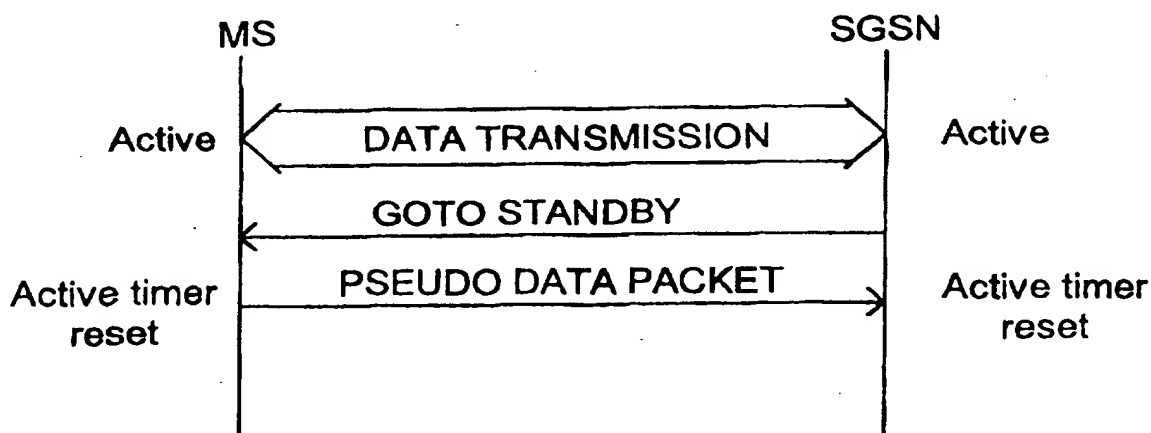 MS
SGSN
Active
DATA TRANSMISSION
Active
GOTO STANDBY
Active timer
reset
PSEUDO DATA PACKET
Active timer
reset